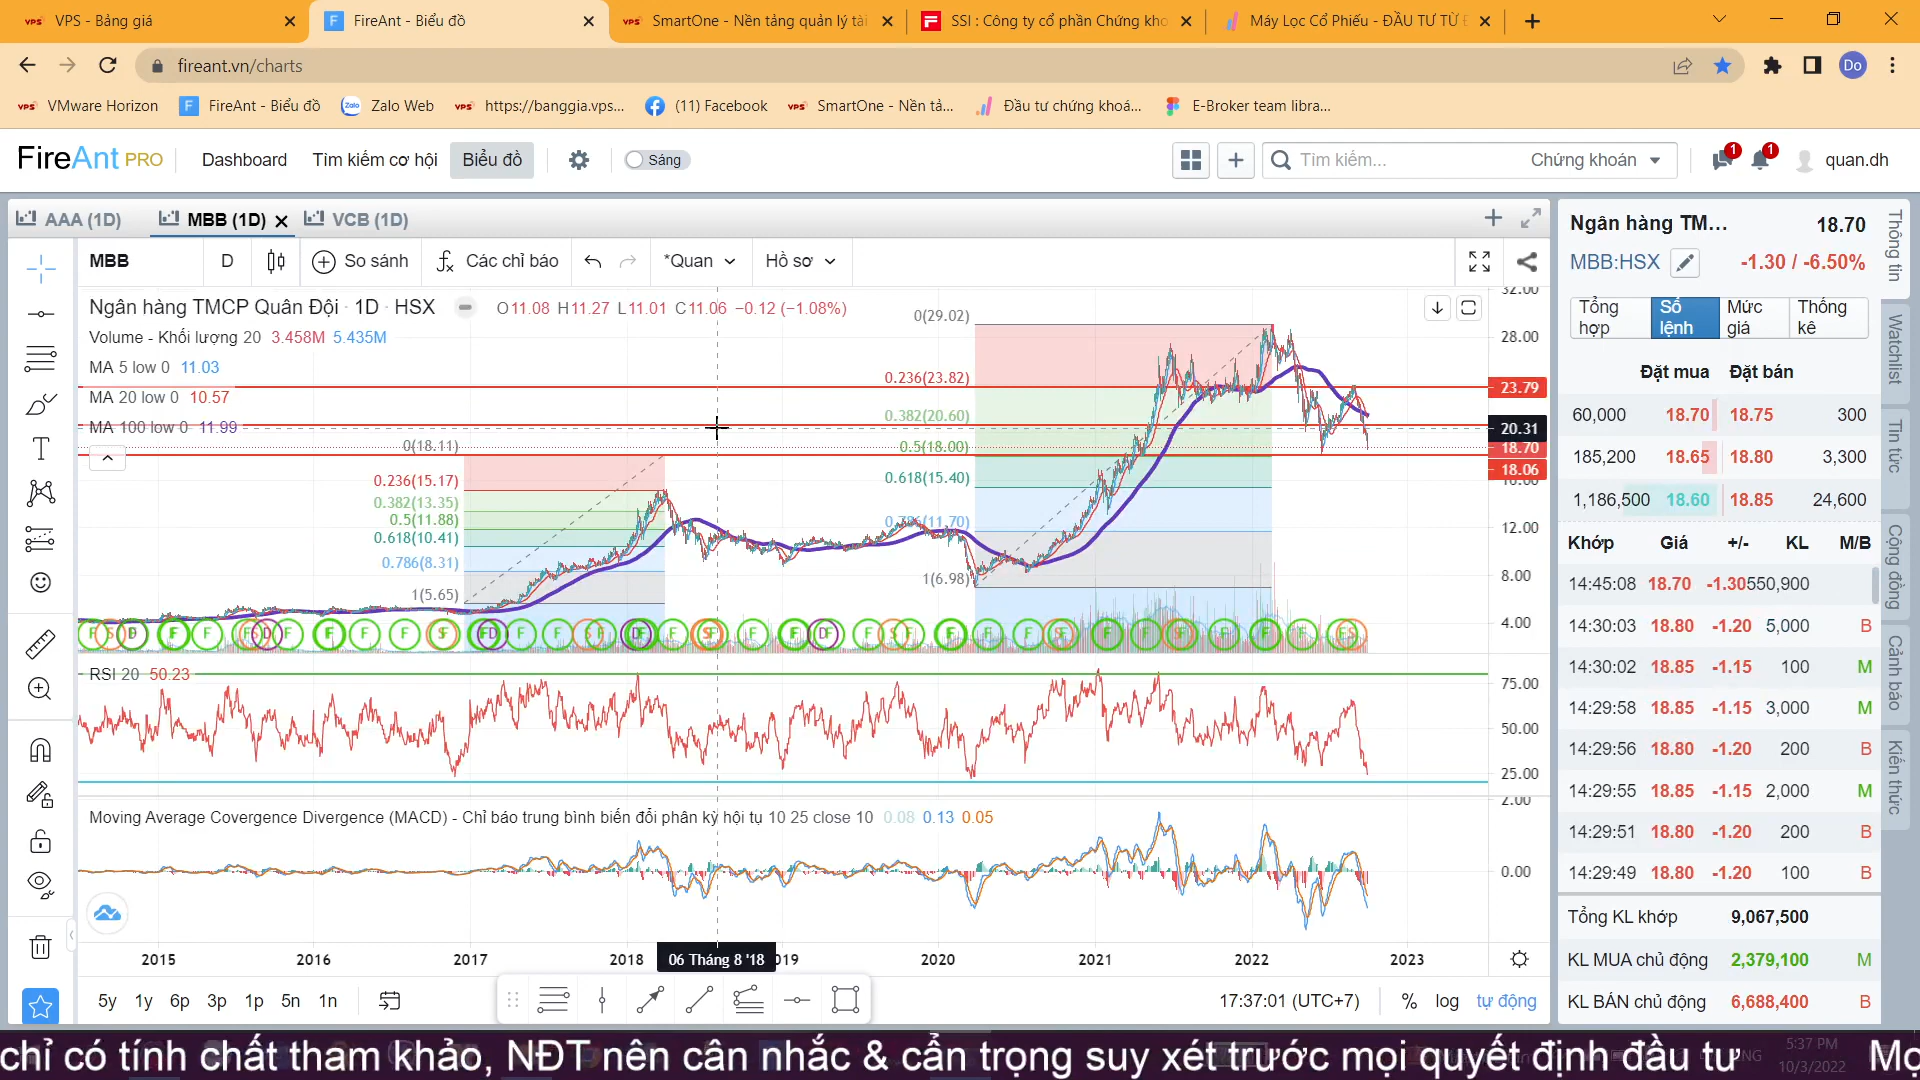 VPS - Bảng giá
FireAnt - Biểu đồ
SmartOne - Nền tảng quản lý tài
SSI : Công ty cổ phần Chứng kho
Máy Lọc Cổ Phiếu - ĐẦU TƯ TỪ
fireant.vn/charts
Do
VMware Horizon
FireAnt - Biểu đồ
Zalo Web
https://banggia.vps...
(11) Facebook
SmartOne - Nền tả...
Đầu tư chứng khoá...
E-Broker team libra...
FireAnt PRO
Dashboard
Tìm kiếm cơ hội
Biểu đồ
Sáng
Tìm kiếm...
Chứng khoán
1
1
quan.dh
AAA (1D)
MBB (1D)
VCB (1D)
MBB
D
So sánh
Các chỉ báo
*Quan
Hồ sơ
Ngân hàng TMCP Quân Đội · 1D · HSX
O11.08 H11.27 L11.01 C11.06 −0.12 (−1.08%)
Volume - Khối lượng 20 3.458M 5.435M
MA 5 low 0 11.03
MA 20 low 0 10.57
MA 100 low 0 11.99
0(29.02)
0.236(23.82)
0.382(20.60)
0.5(18.00)
0.618(15.40)
0.786(11.70)
1(6.98)
0(18.11)
0.236(15.17)
0.382(13.35)
0.5(11.88)
0.618(10.41)
0.786(8.31)
1(5.65)
32.00
28.00
23.79
20.31
18.70
18.06
16.00
12.00
8.00
4.00
RSI 20 50.23
75.00
50.00
25.00
Moving Average Covergence Divergence (MACD) - Chỉ báo trung bình biến đổi phân kỳ hội tụ 10 25 close 10 0.08 0.13 0.05
2.00
0.00
2015 2016 2017 2018 06 Tháng 8 '18 019 2020 2021 2022 2023
5y 1y 6p 3p 1p 5n 1n
17:37:01 (UTC+7)
% log tự động
Ngân hàng TM... 18.70
MBB:HSX -1.30 / -6.50%
Tổng hợp
Sổ lệnh
Mức giá
Thống kê
Đặt mua Đặt bán
60,000 18.70 18.75 300
185,200 18.65 18.80 3,300
1,186,500 18.60 18.85 24,600
Khớp Giá +/- KL M/B
14:45:08 18.70 -1.30 550,900
14:30:03 18.80 -1.20 5,000 B
14:30:02 18.85 -1.15 100 M
14:29:58 18.85 -1.15 3,000 M
14:29:56 18.80 -1.20 200 B
14:29:55 18.85 -1.15 2,000 M
14:29:51 18.80 -1.20 200 B
14:29:49 18.80 -1.20 100 B
Tổng KL khớp 9,067,500
KL MUA chủ động 2,379,100 M
KL BÁN chủ động 6,688,400 B
Thông tin
Watchlist
Tin tức
Cộng đồng
Cảnh báo
Kiến thức
chỉ có tính chất tham khảo, NĐT nên cân nhắc & cẩn trọng suy xét trước mọi quyết định đầu tư
Mọ
ENG
5:37 PM
10/3/2022